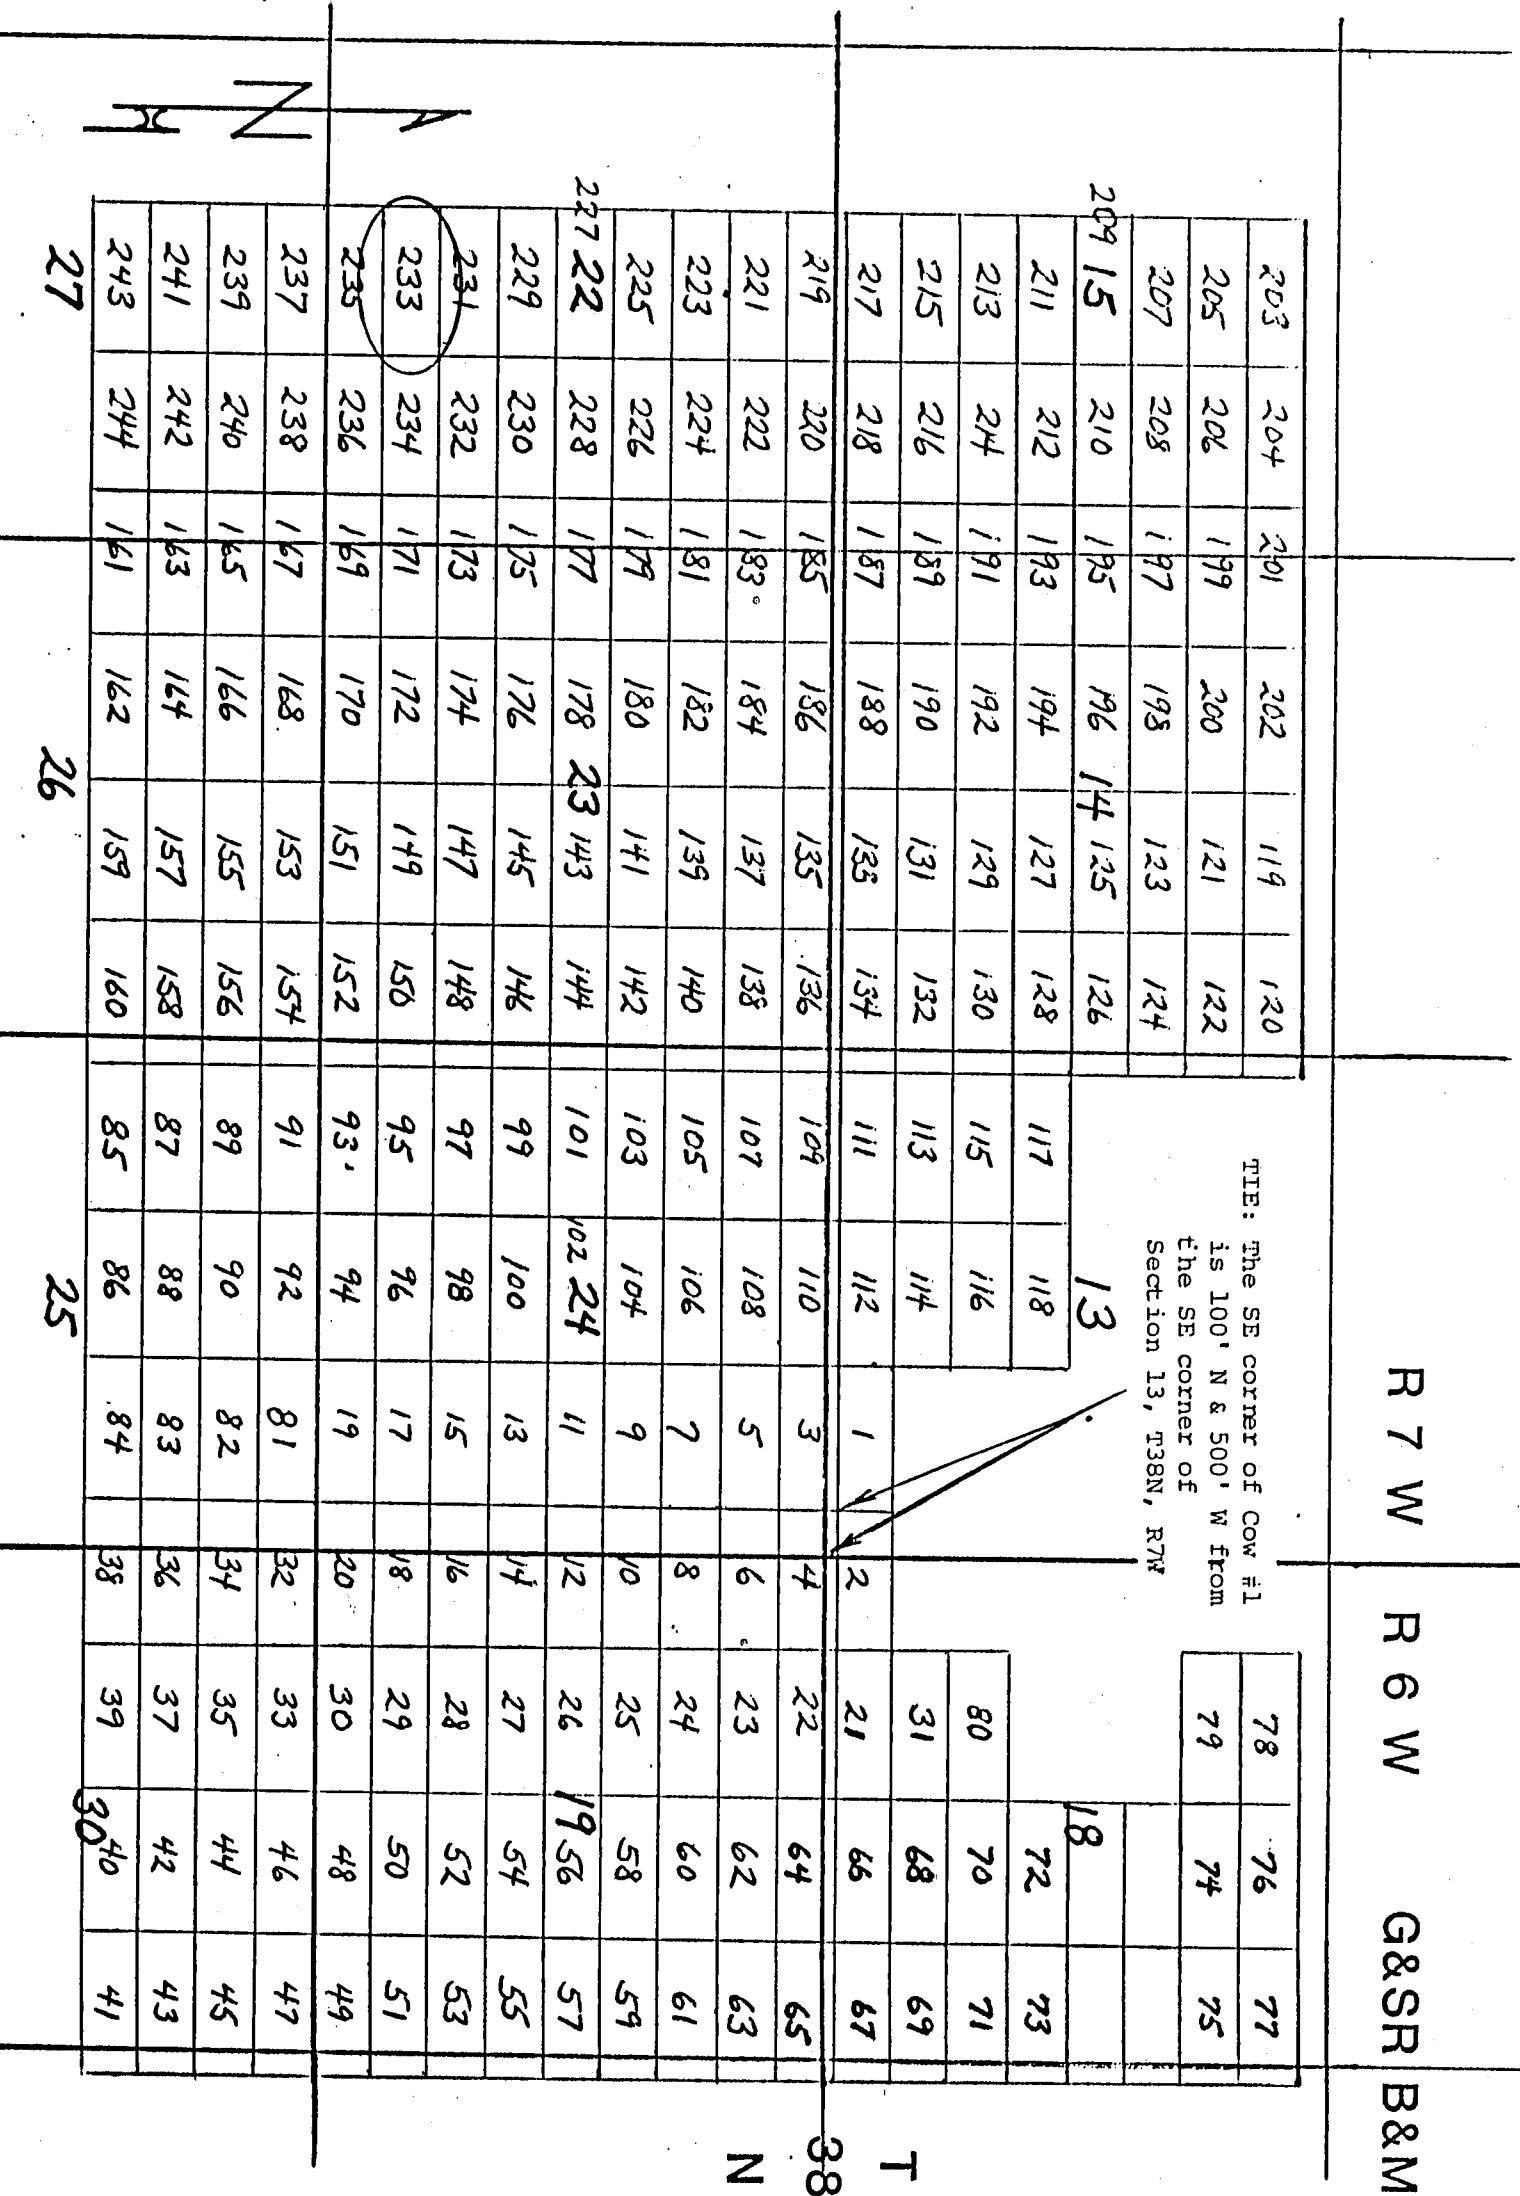 R 7 W R 6 W G&SR B&M
TIE: The SE corner of Cow #1
is 100' N & 500' W from
the SE corner of
Section 13, T38N, R7W
203 204 201 202 119 120 78 76 77
205 206 199 200 121 122 79 74 75
207 208 197 198 123 124
209 15 210 195 196 14 125 126 13 18
211 212 193 194 127 128 117 118 72 73
213 214 191 192 129 130 115 116 80 70 71
215 216 189 190 131 132 113 114 31 68 69
217 218 187 188 133 134 111 112 1 2 21 66 67
219 220 185 186 135 136 109 110 3 4 22 64 65
221 222 183 184 137 138 107 108 5 6 23 62 63
223 224 181 182 139 140 105 106 7 8 24 60 61
225 226 179 180 141 142 103 104 9 10 25 58 59
227 22 228 177 178 23 143 144 101 102 24 11 12 26 19 56 57
229 230 175 176 145 146 99 100 13 14 27 54 55
231 232 173 174 147 148 97 98 15 16 28 52 53
233 234 171 172 149 150 95 96 17 18 29 50 51
235 236 169 170 151 152 93 94 19 20 30 48 49
237 238 167 168 153 154 91 92 81 32 33 46 47
239 240 165 166 155 156 89 90 82 34 35 44 45
241 242 163 164 157 158 87 88 83 36 37 42 43
243 244 161 162 159 160 85 86 84 38 39 40 41
27 26 25 30
T
38
N
N